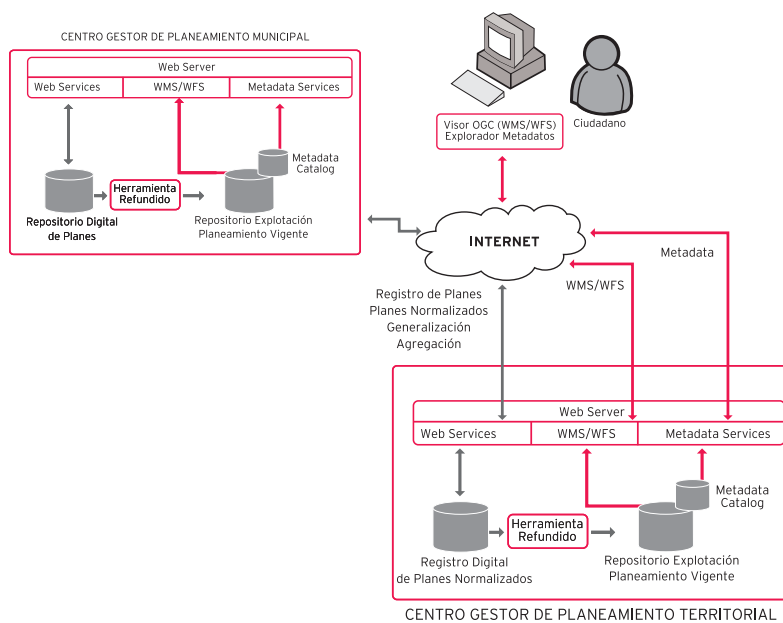 CENTRO GESTOR DE PLANEAMIENTO MUNICIPAL
Web Server
Web Services
WMS/WFS
Metadata Services
Metadata
Catalog
Herramienta
Refundido
Repositorio Digital
de Planes
Repositorio Explotación
Planeamiento Vigente
Visor OGC (WMS/WFS)
Explorador Metadatos
Ciudadano
INTERNET
Metadata
WMS/WFS
Registro de Planes
Planes Normalizados
Generalización
Agregación
Web Server
Web Services
WMS/WFS
Metadata Services
Metadata
Catalog
Herramienta
Refundido
Registro Digital
de Planes Normalizados
Repositorio Explotación
Planeamiento Vigente
CENTRO GESTOR DE PLANEAMIENTO TERRITORIAL